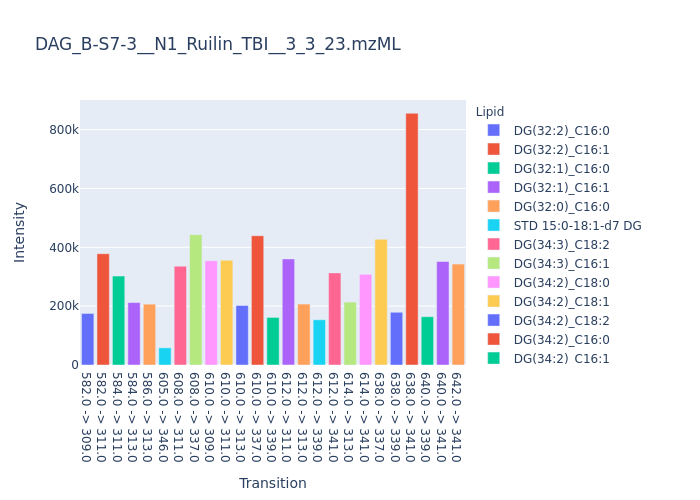 DAG_B-S7-3__N1_Ruilin_TBI__3_3_23.mzML
Lipid
DG(32:2)_C16:0
DG(32:2)_C16:1
DG(32:1)_C16:0
DG(32:1)_C16:1
DG(32:0)_C16:0
STD 15:0-18:1-d7 DG
DG(34:3)_C18:2
DG(34:3)_C16:1
DG(34:2)_C18:0
DG(34:2)_C18:1
DG(34:2)_C18:2
DG(34:2)_C16:0
DG(34:2)_C16:1
Intensity
800k
600k
400k
200k
0
582.0 -> 309.0
582.0 -> 311.0
584.0 -> 311.0
584.0 -> 313.0
586.0 -> 313.0
605.0 -> 346.0
608.0 -> 311.0
608.0 -> 337.0
610.0 -> 309.0
610.0 -> 311.0
610.0 -> 313.0
610.0 -> 337.0
610.0 -> 339.0
612.0 -> 311.0
612.0 -> 313.0
612.0 -> 339.0
612.0 -> 341.0
614.0 -> 313.0
614.0 -> 341.0
638.0 -> 337.0
638.0 -> 339.0
638.0 -> 341.0
640.0 -> 339.0
640.0 -> 341.0
642.0 -> 341.0
Transition